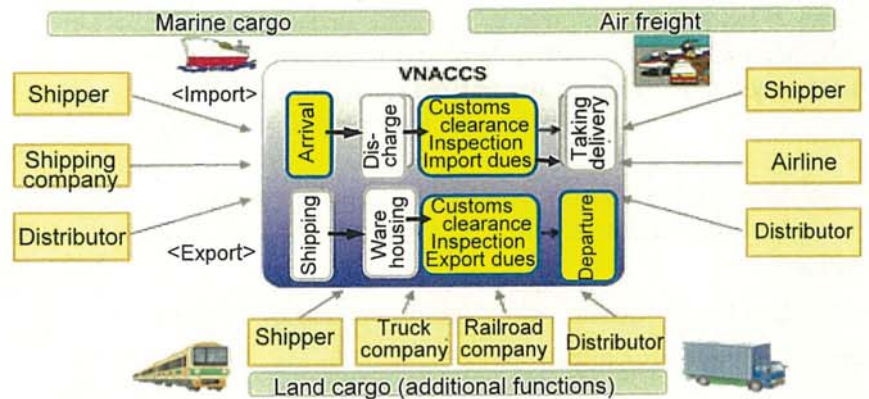 Marine cargo
Air freight
VNACCS
Shipper
<Import>
Arrival
Dis-
charge
Customs
clearance
Inspection
Import dues
Taking
delivery
Shipper
Shipping
company
Airline
Distributor
<Export>
Shipping
Ware
housing
Customs
clearance
Inspection
Export dues
Departure
Distributor
Shipper
Truck
company
Railroad
company
Distributor
Land cargo (additional functions)